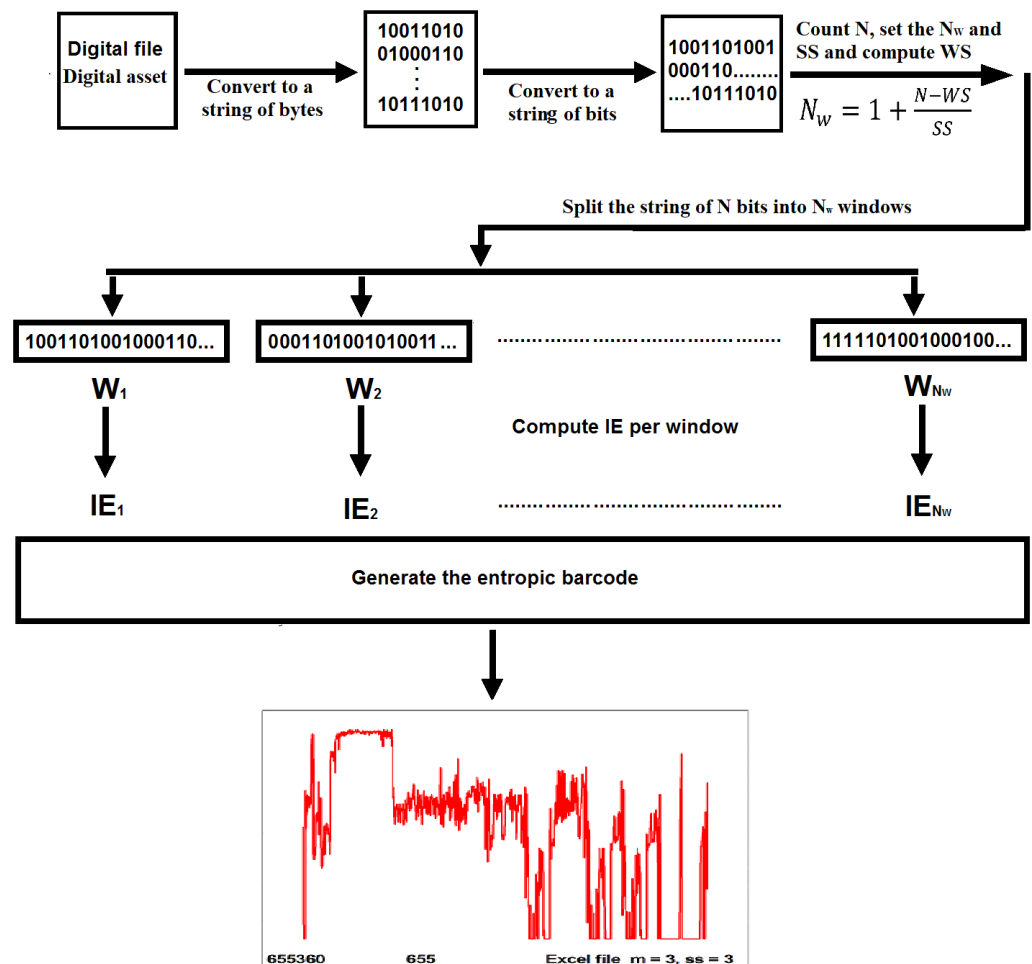 Digital file
Digital asset
Convert to a
string of bytes
10011010
01000110
:
:
10111010
Convert to a
string of bits
1001101001
000110........
....10111010
Count N, set the Nw and
SS and compute WS
N_w = 1 + (N-WS)/SS
Split the string of N bits into Nw windows
1001101001000110...
0001101001010011...
..............................................
1111101001000100...
W1
W2
WNw
Compute IE per window
IE1
IE2
..............................................
IENw
Generate the entropic barcode
655360 655 Excel file m = 3, ss = 3